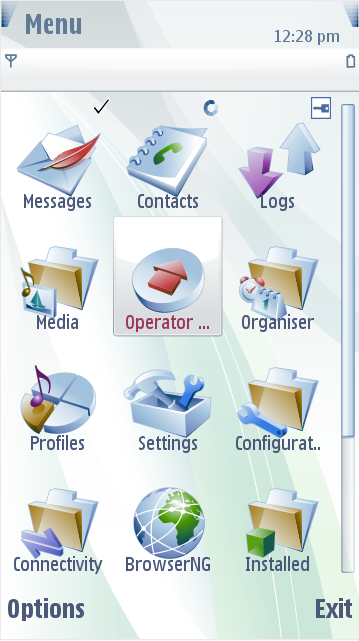 Menu
12:28 pm
Messages
Contacts
Logs
Media
Operator ...
Organiser
Profiles
Settings
Configurat..
Connectivity
BrowserNG
Installed
Options
Exit